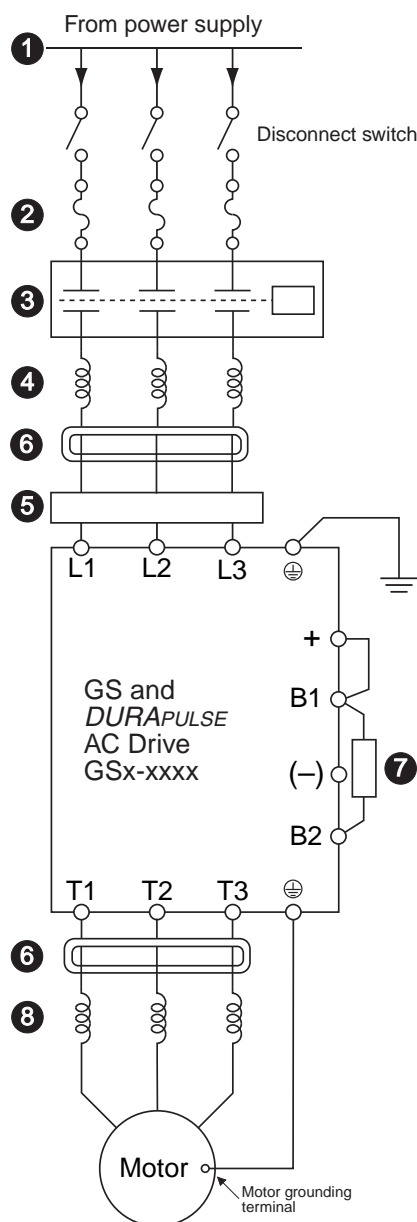 From power supply
1
Disconnect switch
2
3
4
6
5
L1 L2 L3
+
B1
GS and
DURAPULSE
AC Drive
GSx-xxxx
(–)
7
B2
T1 T2 T3
6
8
Motor
Motor grounding
terminal